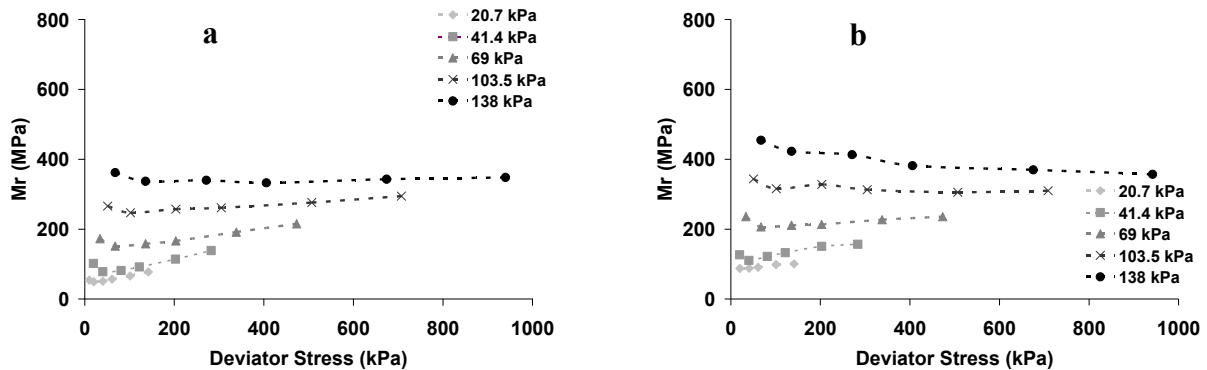 a
Mr (MPa)
800
600
400
200
0
0 200 400 600 800 1000
Deviator Stress (kPa)
20.7 kPa
41.4 kPa
69 kPa
103.5 kPa
138 kPa
b
Mr (MPa)
800
600
400
200
0
0 200 400 600 800 1000
Deviator Stress (kPa)
20.7 kPa
41.4 kPa
69 kPa
103.5 kPa
138 kPa